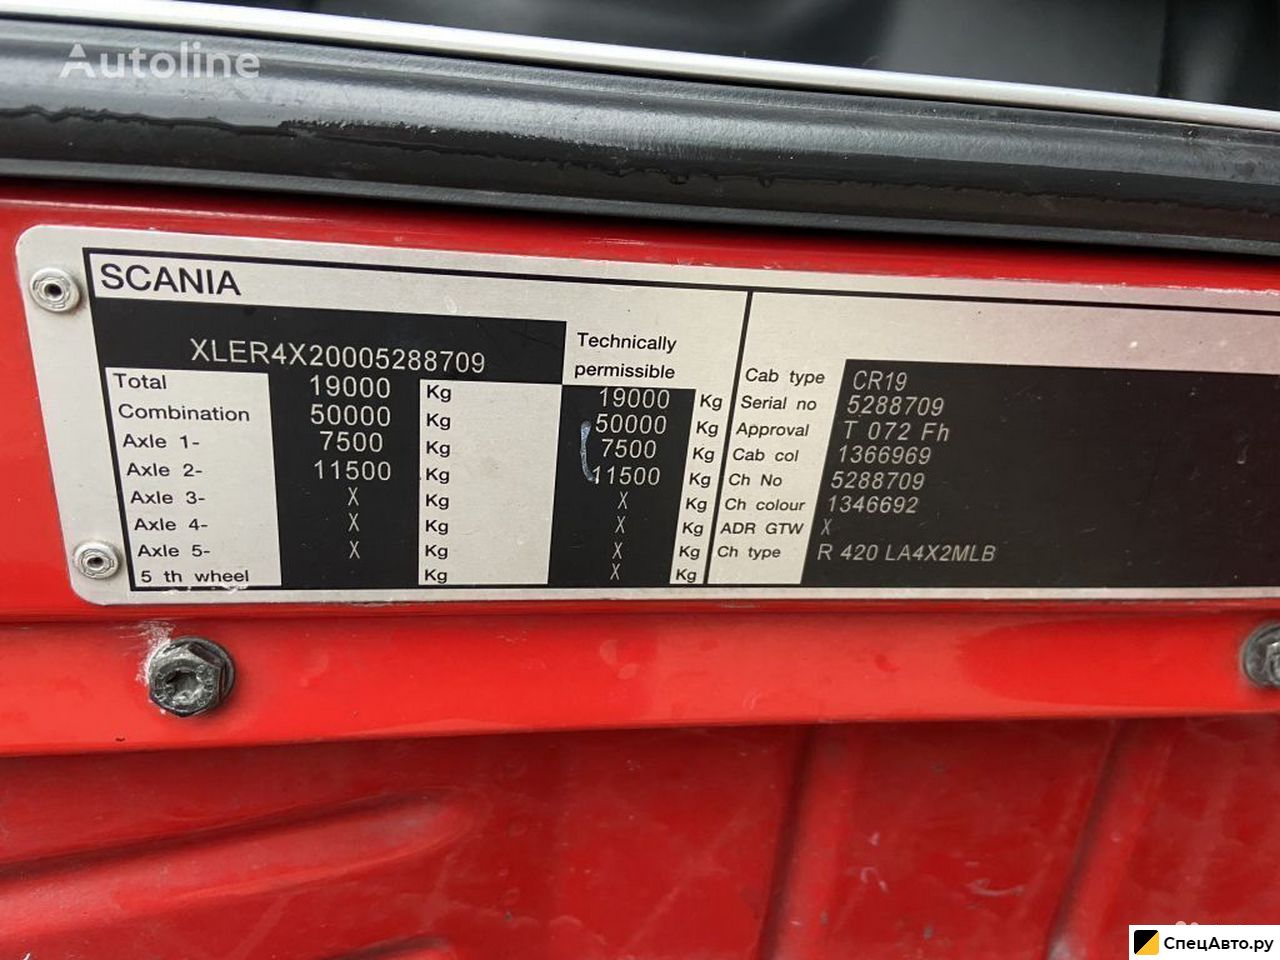 Autoline
SCANIA
XLER4X20005288709
Technically
permissible
Total 19000 Kg 19000 Kg
Combination 50000 Kg 50000 Kg
Axle 1- 7500 Kg 7500 Kg
Axle 2- 11500 Kg 11500 Kg
Axle 3- X Kg X Kg
Axle 4- X Kg X Kg
Axle 5- X Kg X Kg
5 th wheel Kg X Kg
Cab type CR19
Serial no 5288709
Approval T 072 Fh
Cab col 1366969
Ch No 5288709
Ch colour 1346692
ADR GTW X
Ch type R 420 LA4X2MLB
СпецАвто.ру